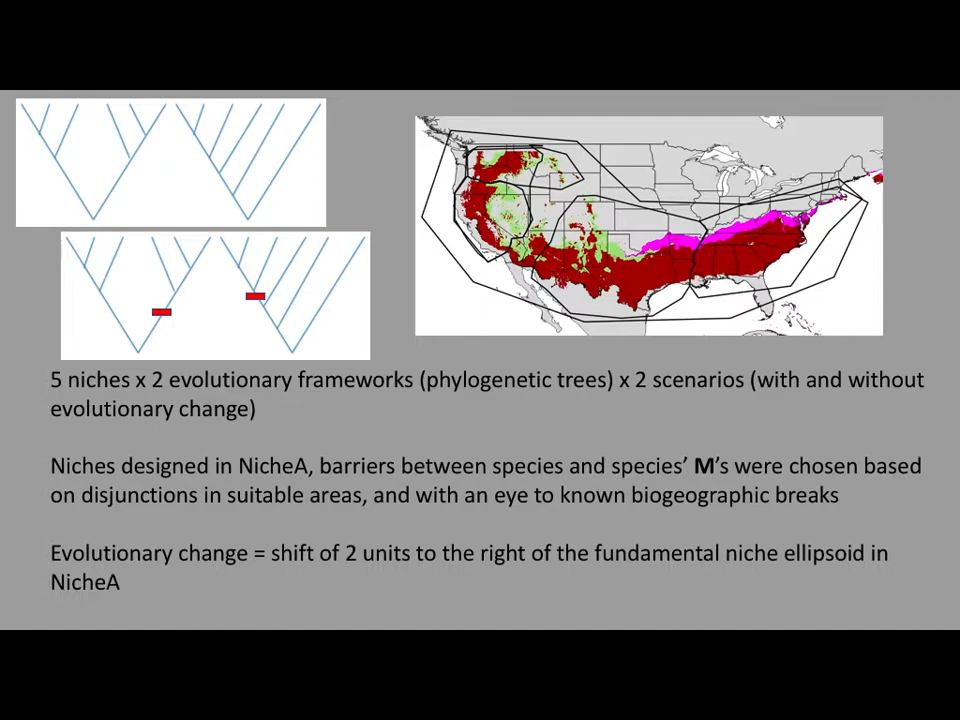 5 niches x 2 evolutionary frameworks (phylogenetic trees) x 2 scenarios (with and without
evolutionary change)
Niches designed in NicheA, barriers between species and species’ M’s were chosen based
on disjunctions in suitable areas, and with an eye to known biogeographic breaks
Evolutionary change = shift of 2 units to the right of the fundamental niche ellipsoid in
NicheA